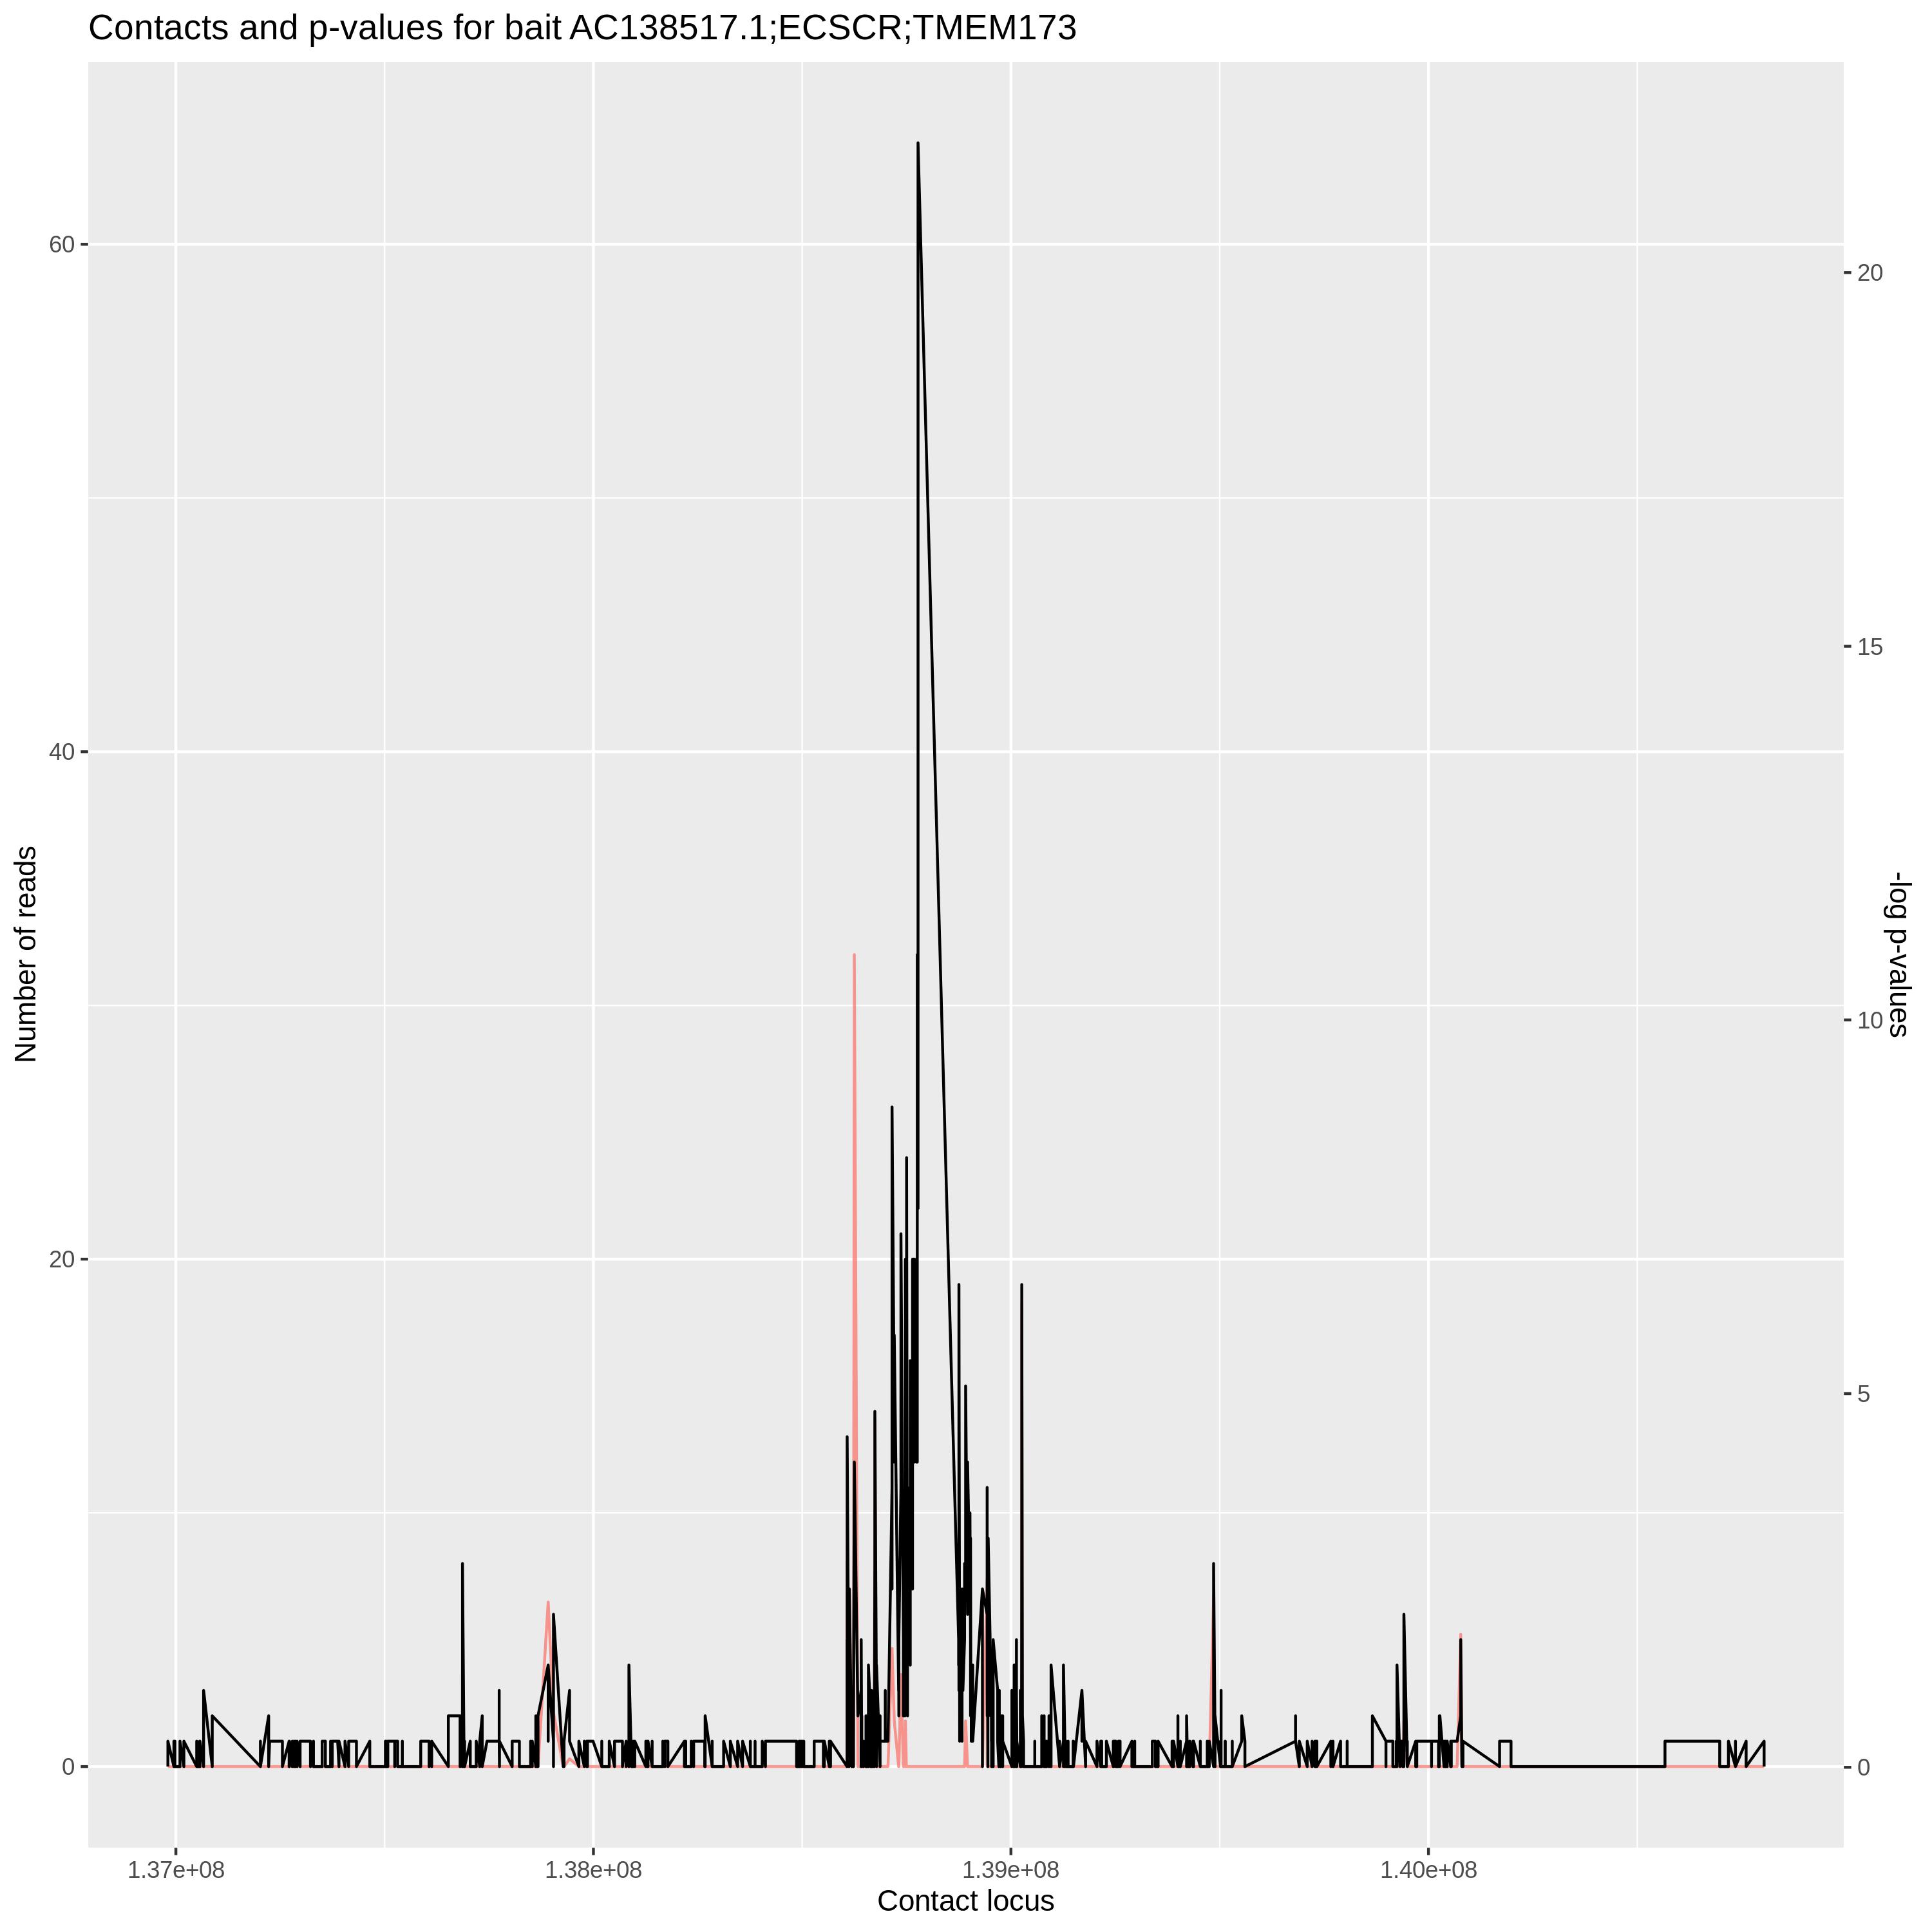 Contacts and p-values for bait AC138517.1;ECSCR;TMEM173
Number of reads
60
40
20
0
20
15
10
5
0
-log p-values
1.37e+08 1.38e+08 1.39e+08 1.40e+08
Contact locus